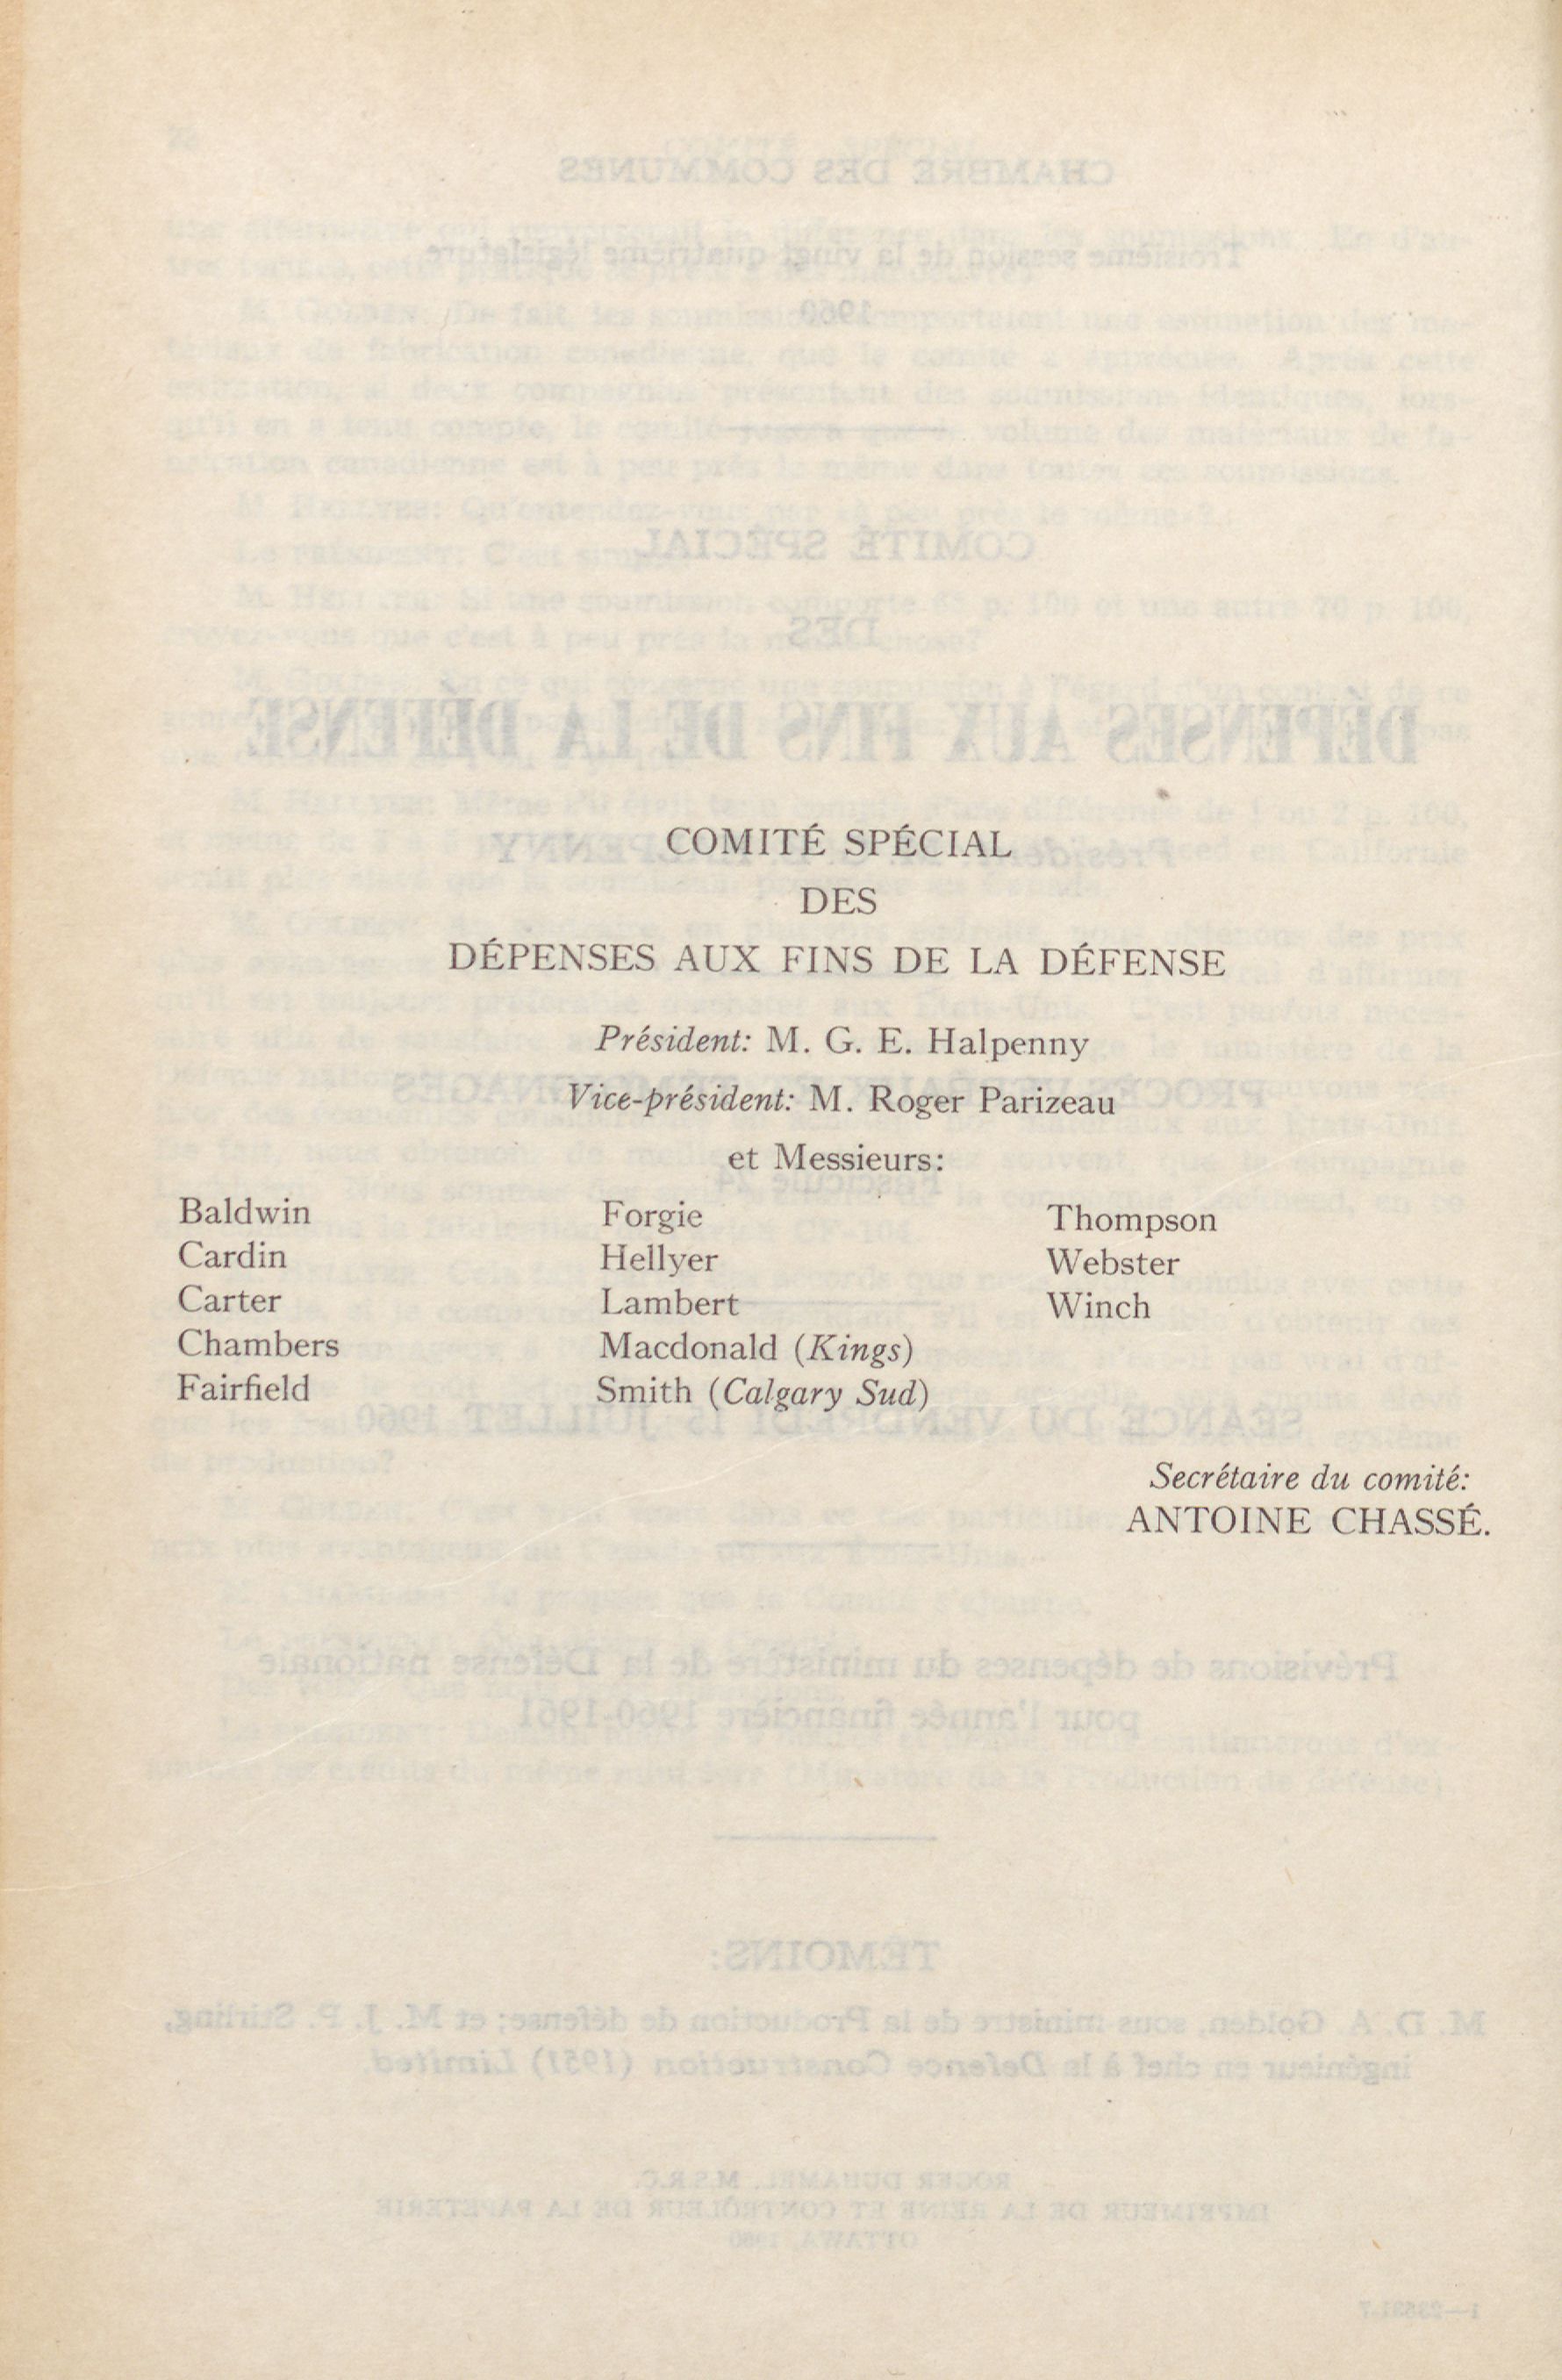 COMITÉ SPÉCIAL
DES
DÉPENSES AUX FINS DE LA DÉFENSE
Président: M. G. E. Halpenny
Vice-président: M. Roger Parizeau
et Messieurs:
Baldwin
Cardin
Carter
Chambers
Fairfield
Forgie
Hellyer
Lambert
Macdonald (Kings)
Smith (Calgary Sud)
Thompson
Webster
Winch
Secrétaire du comité:
ANTOINE CHASSÉ.